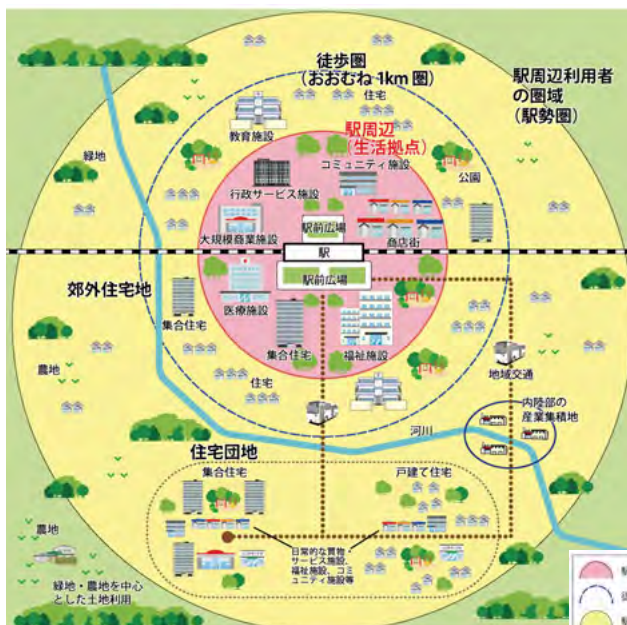 徒歩圏
(おおむね1km圏)
住宅
駅周辺利用者
の圏域
(駅勢圏)
教育施設
駅周辺
(生活拠点)
コミュニティ施設
緑地
行政サービス施設
公園
駅前広場
大規模商業施設
商店街
駅
駅前広場
郊外住宅地
集合住宅
医療施設
集合住宅
福祉施設
農地
住宅
地域交通
内陸部の
産業集積地
河川
住宅団地
集合住宅
戸建て住宅
農地
日常的な買物・
サービス施設、
福祉施設、コミ
ュニティ施設等
緑地・農地を中心
とした土地利用